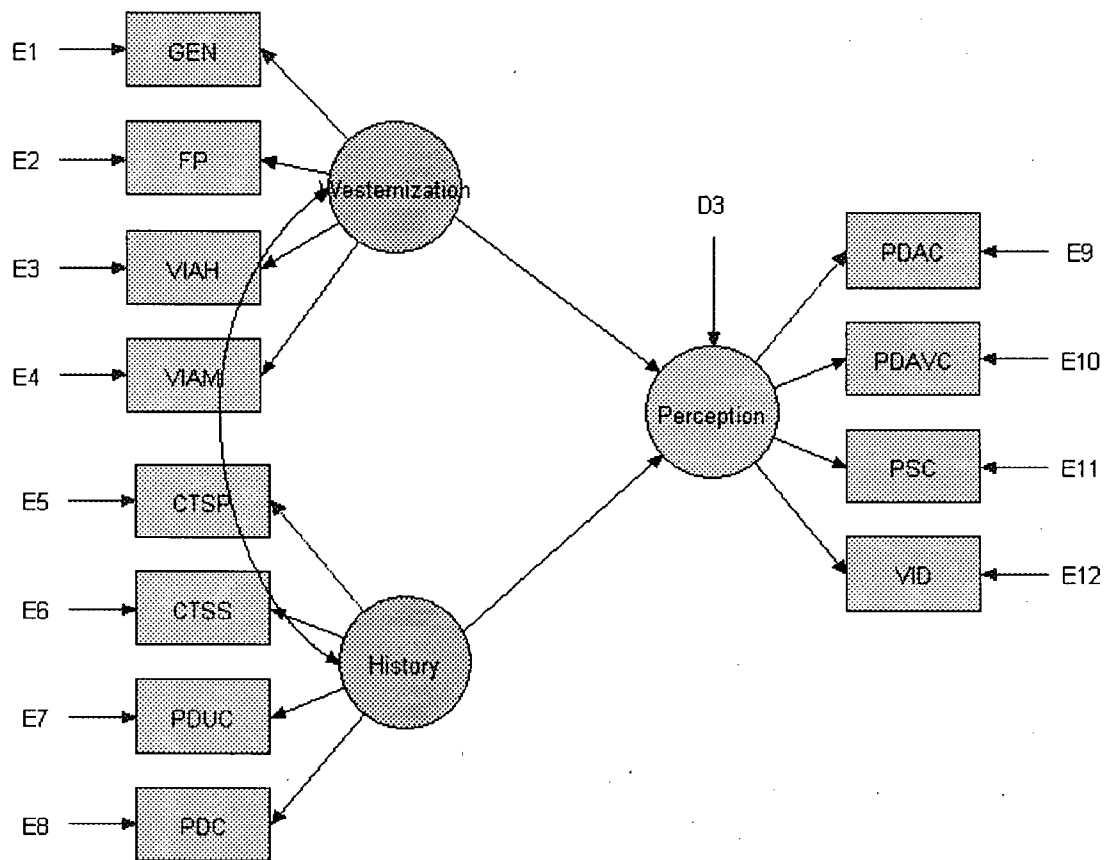 E1
GEN
E2
FP
Westernization
E3
VIAH
E4
VIAM
E5
CTSP
E6
CTSS
History
E7
PDUC
E8
PDC
D3
Perception
PDAC
E9
PDAVC
E10
PSC
E11
VID
E12